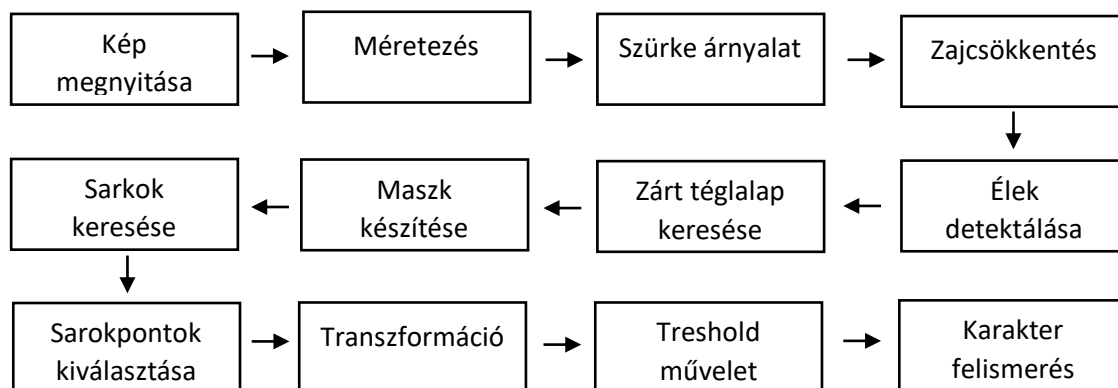 Kép
megnyitása
Méretezés
Szürke árnyalat
Zajcsökkentés
Élek
detektálása
Zárt téglalap
keresése
Maszk
készítése
Sarkok
keresése
Sarokpontok
kiválasztása
Transzformáció
Treshold
művelet
Karakter
felismerés